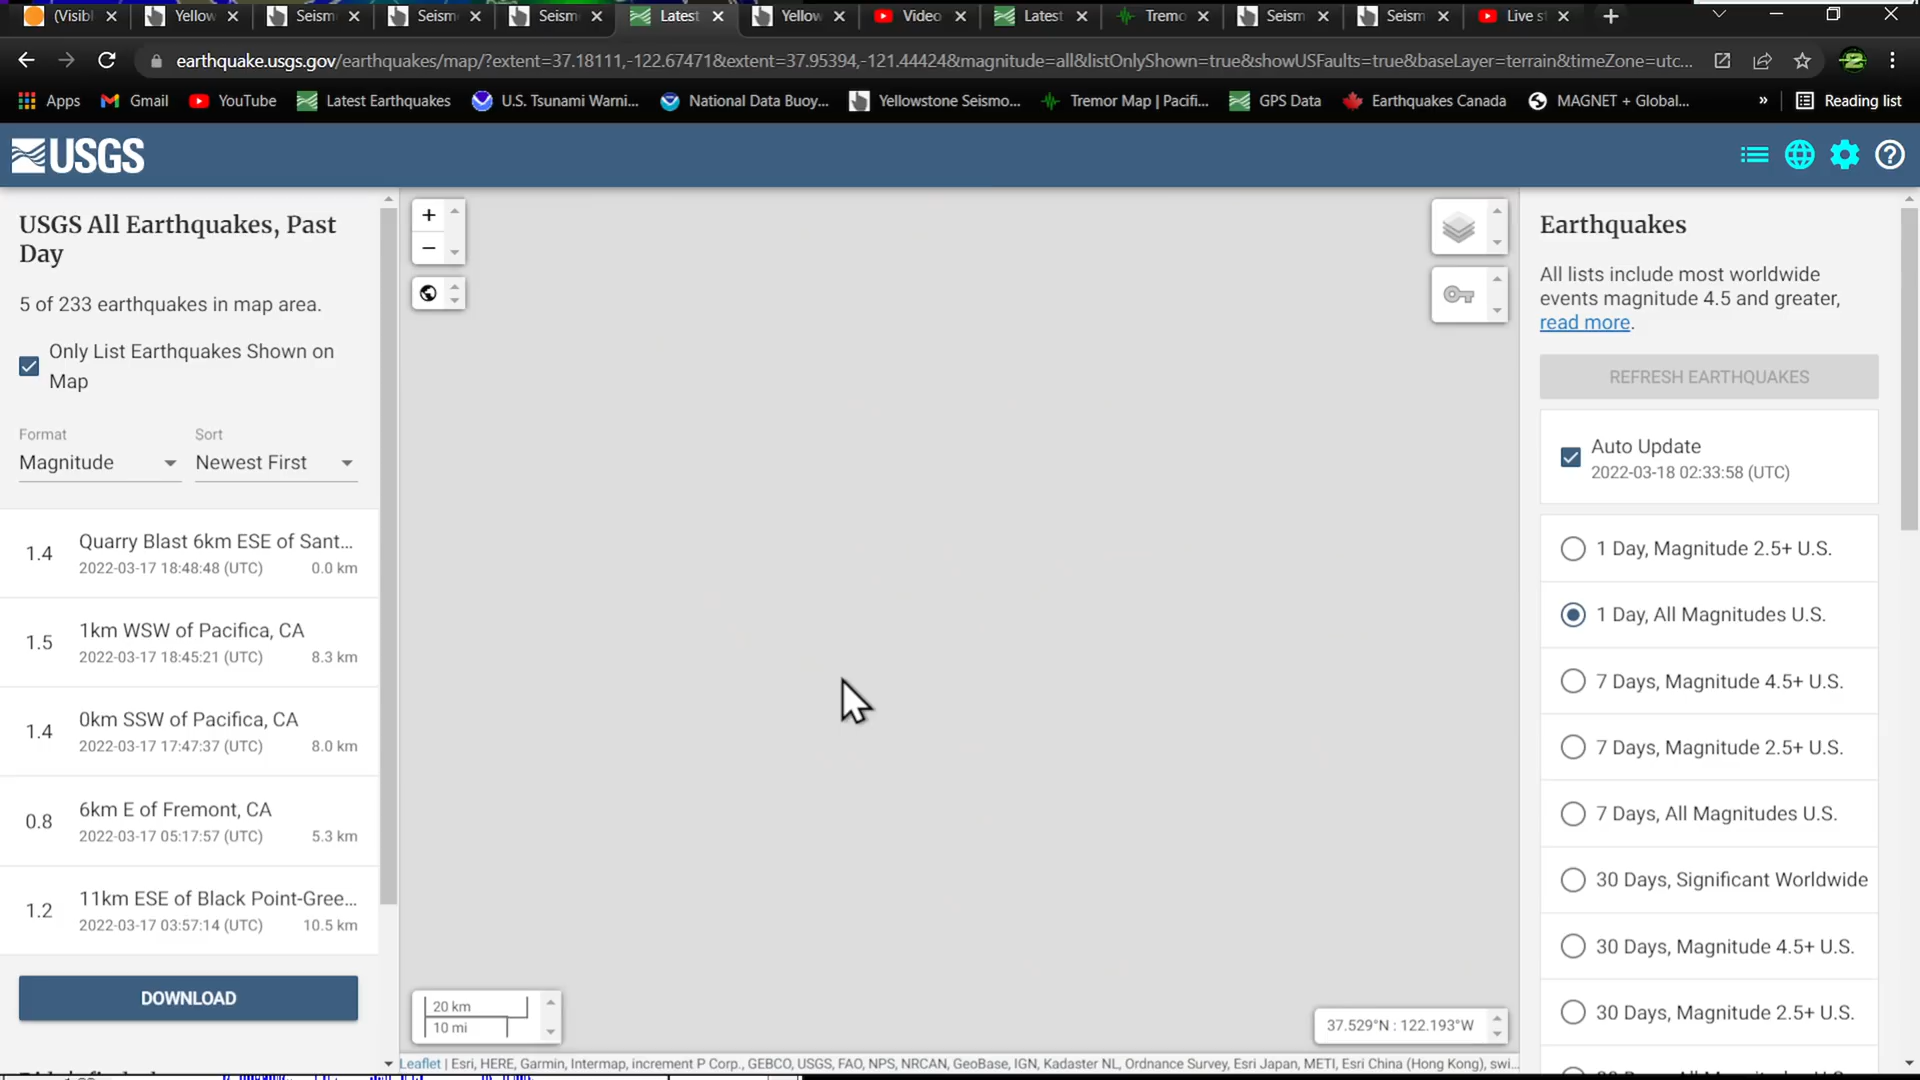 (Visibl
Yellow
Seism
Seism
Seism
Latest
Yellow
Video
Latest
Tremo
Seism
Seism
Live s
earthquake.usgs.gov/earthquakes/map/?extent=37.18111,-122.67471&extent=37.95394,-121.44424&magnitude=all&listOnlyShown=true&showUSFaults=true&baseLayer=terrain&timeZone=utc...
Apps
Gmail
YouTube
Latest Earthquakes
U.S. Tsunami Warni...
National Data Buoy...
Yellowstone Seismo...
Tremor Map | Pacifi...
GPS Data
Earthquakes Canada
MAGNET + Global...
»
Reading list
USGS
USGS All Earthquakes, Past
Day
5 of 233 earthquakes in map area.
Only List Earthquakes Shown on
Map
Format
Sort
Magnitude
Newest First
1.4
Quarry Blast 6km ESE of Sant...
2022-03-17 18:48:48 (UTC)
0.0 km
1.5
1km WSW of Pacifica, CA
2022-03-17 18:45:21 (UTC)
8.3 km
1.4
0km SSW of Pacifica, CA
2022-03-17 17:47:37 (UTC)
8.0 km
0.8
6km E of Fremont, CA
2022-03-17 05:17:57 (UTC)
5.3 km
1.2
11km ESE of Black Point-Gree...
2022-03-17 03:57:14 (UTC)
10.5 km
DOWNLOAD
+
−
20 km
10 mi
37.529°N : 122.193°W
Leaflet | Esri, HERE, Garmin, Intermap, increment P Corp., GEBCO, USGS, FAO, NPS, NRCAN, GeoBase, IGN, Kadaster NL, Ordnance Survey, Esri Japan, METI, Esri China (Hong Kong), swi...
Earthquakes
All lists include most worldwide
events magnitude 4.5 and greater,
read more.
REFRESH EARTHQUAKES
Auto Update
2022-03-18 02:33:58 (UTC)
1 Day, Magnitude 2.5+ U.S.
1 Day, All Magnitudes U.S.
7 Days, Magnitude 4.5+ U.S.
7 Days, Magnitude 2.5+ U.S.
7 Days, All Magnitudes U.S.
30 Days, Significant Worldwide
30 Days, Magnitude 4.5+ U.S.
30 Days, Magnitude 2.5+ U.S.